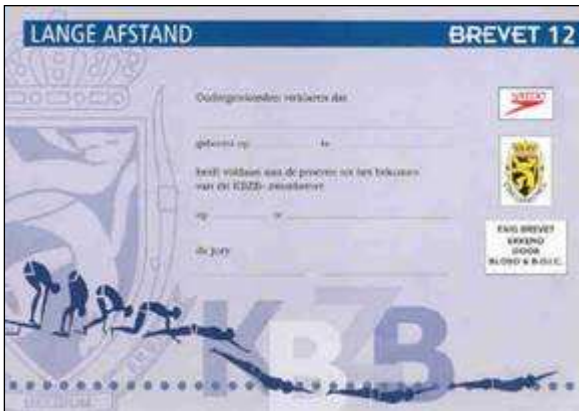 LANGE AFSTAND BREVET 12
Ondergetekenden verklaren dat
speedo
geboren op te
heeft voldaan aan de proeven tot het bekomen
van dit KBZB- zwembrevet
op te
ENIG BREVET
ERKEND
DOOR
BLOSO & B.O.I.C.
de jury
KBZB